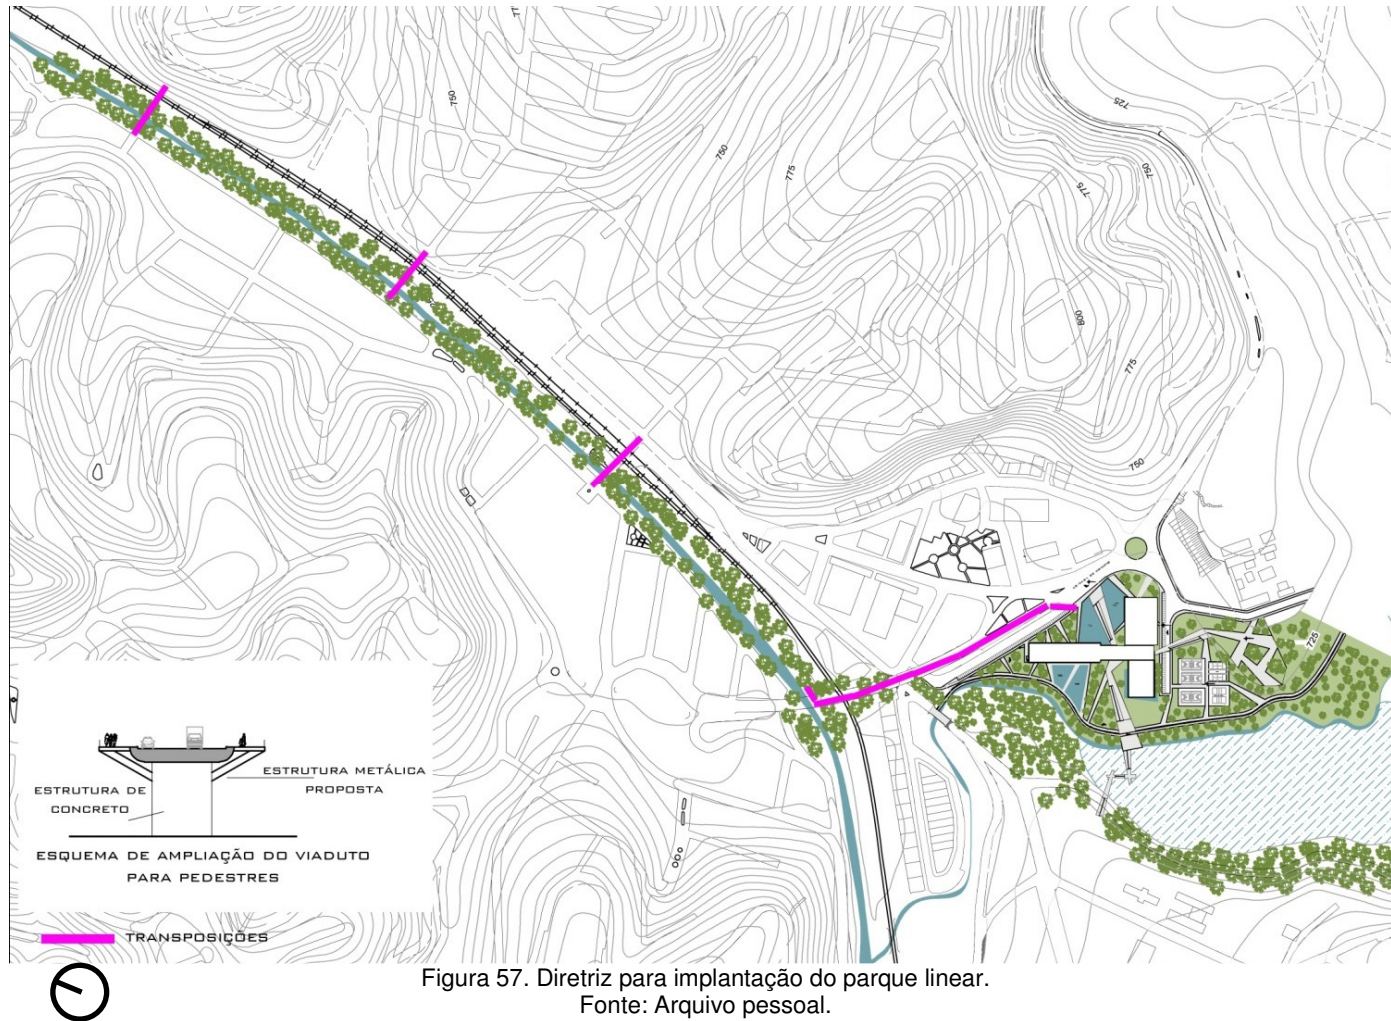 775
750
725
750
775
775
750
800
775
750
725
ESTRUTURA METÁLICA
PROPOSTA
ESTRUTURA DE
CONCRETO
ESQUEMA DE AMPLIAÇÃO DO VIADUTO
PARA PEDESTRES
TRANSPOSIÇÕES
Figura 57. Diretriz para implantação do parque linear.
Fonte: Arquivo pessoal.